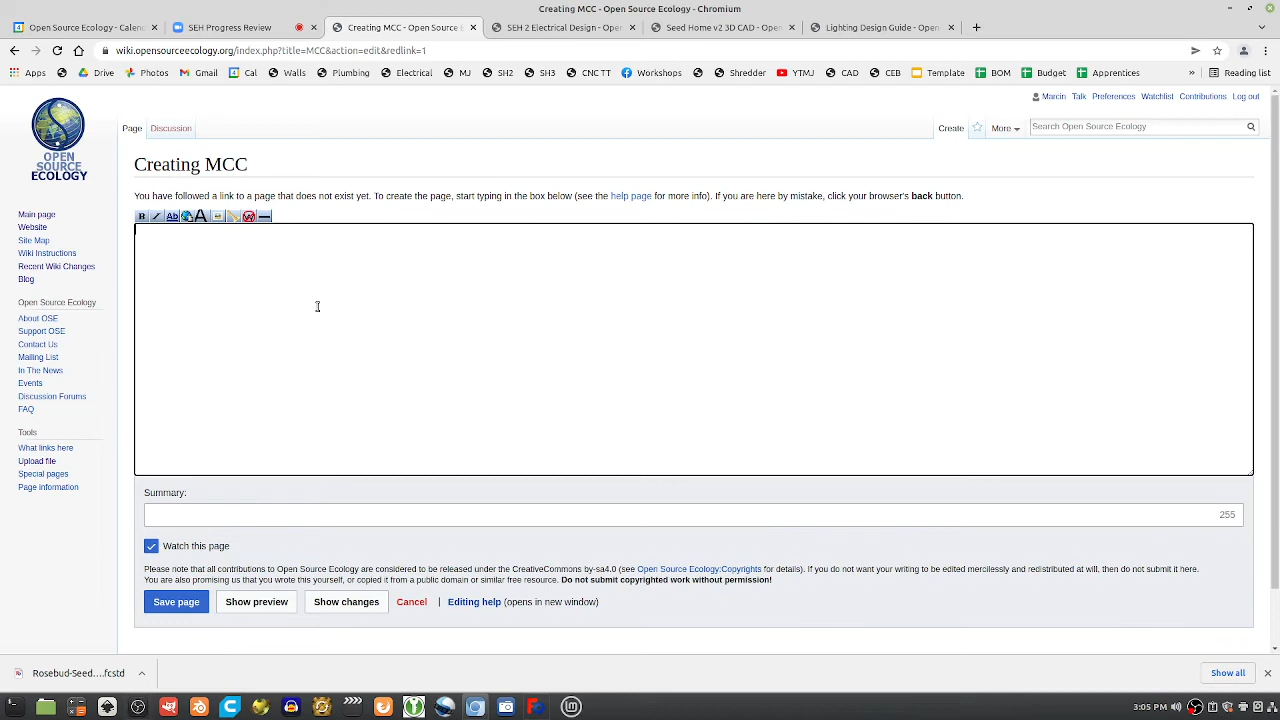 Creating MCC - Open Source Ecology - Chromium
Open Source Ecology - Calen
SEH Progress Review
Creating MCC - Open Source E
SEH 2 Electrical Design - Ope
Seed Home v2 3D CAD - Open
Lighting Design Guide - Open
wiki.opensourceecology.org/index.php?title=MCC&action=edit&redlink=1
Apps Drive Photos Gmail Cal Walls Plumbing Electrical MJ SH2 SH3 CNC TT Workshops Shredder YTMJ CAD CEB Template BOM Budget Apprentices » Reading list
Marcin Talk Preferences Watchlist Contributions Log out
Page Discussion Create More Search Open Source Ecology
OPEN
SOURCE
ECOLOGY
Creating MCC
You have followed a link to a page that does not exist yet. To create the page, start typing in the box below (see the help page for more info). If you are here by mistake, click your browser's back button.
B Ab A
Main page
Website
Site Map
Wiki Instructions
Recent Wiki Changes
Blog
Open Source Ecology
About OSE
Support OSE
Contact Us
Mailing List
In The News
Events
Discussion Forums
FAQ
Tools
What links here
Upload file
Special pages
Page information
Summary:
255
Watch this page
Please note that all contributions to Open Source Ecology are considered to be released under the CreativeCommons by-sa4.0 (see Open Source Ecology:Copyrights for details). If you do not want your writing to be edited mercilessly and redistributed at will, then do not submit it here.
You are also promising us that you wrote this yourself, or copied it from a public domain or similar free resource. Do not submit copyrighted work without permission!
Save page Show preview Show changes Cancel | Editing help (opens in new window)
Rosebud-Seed....fcstd
Show all
3:05 PM